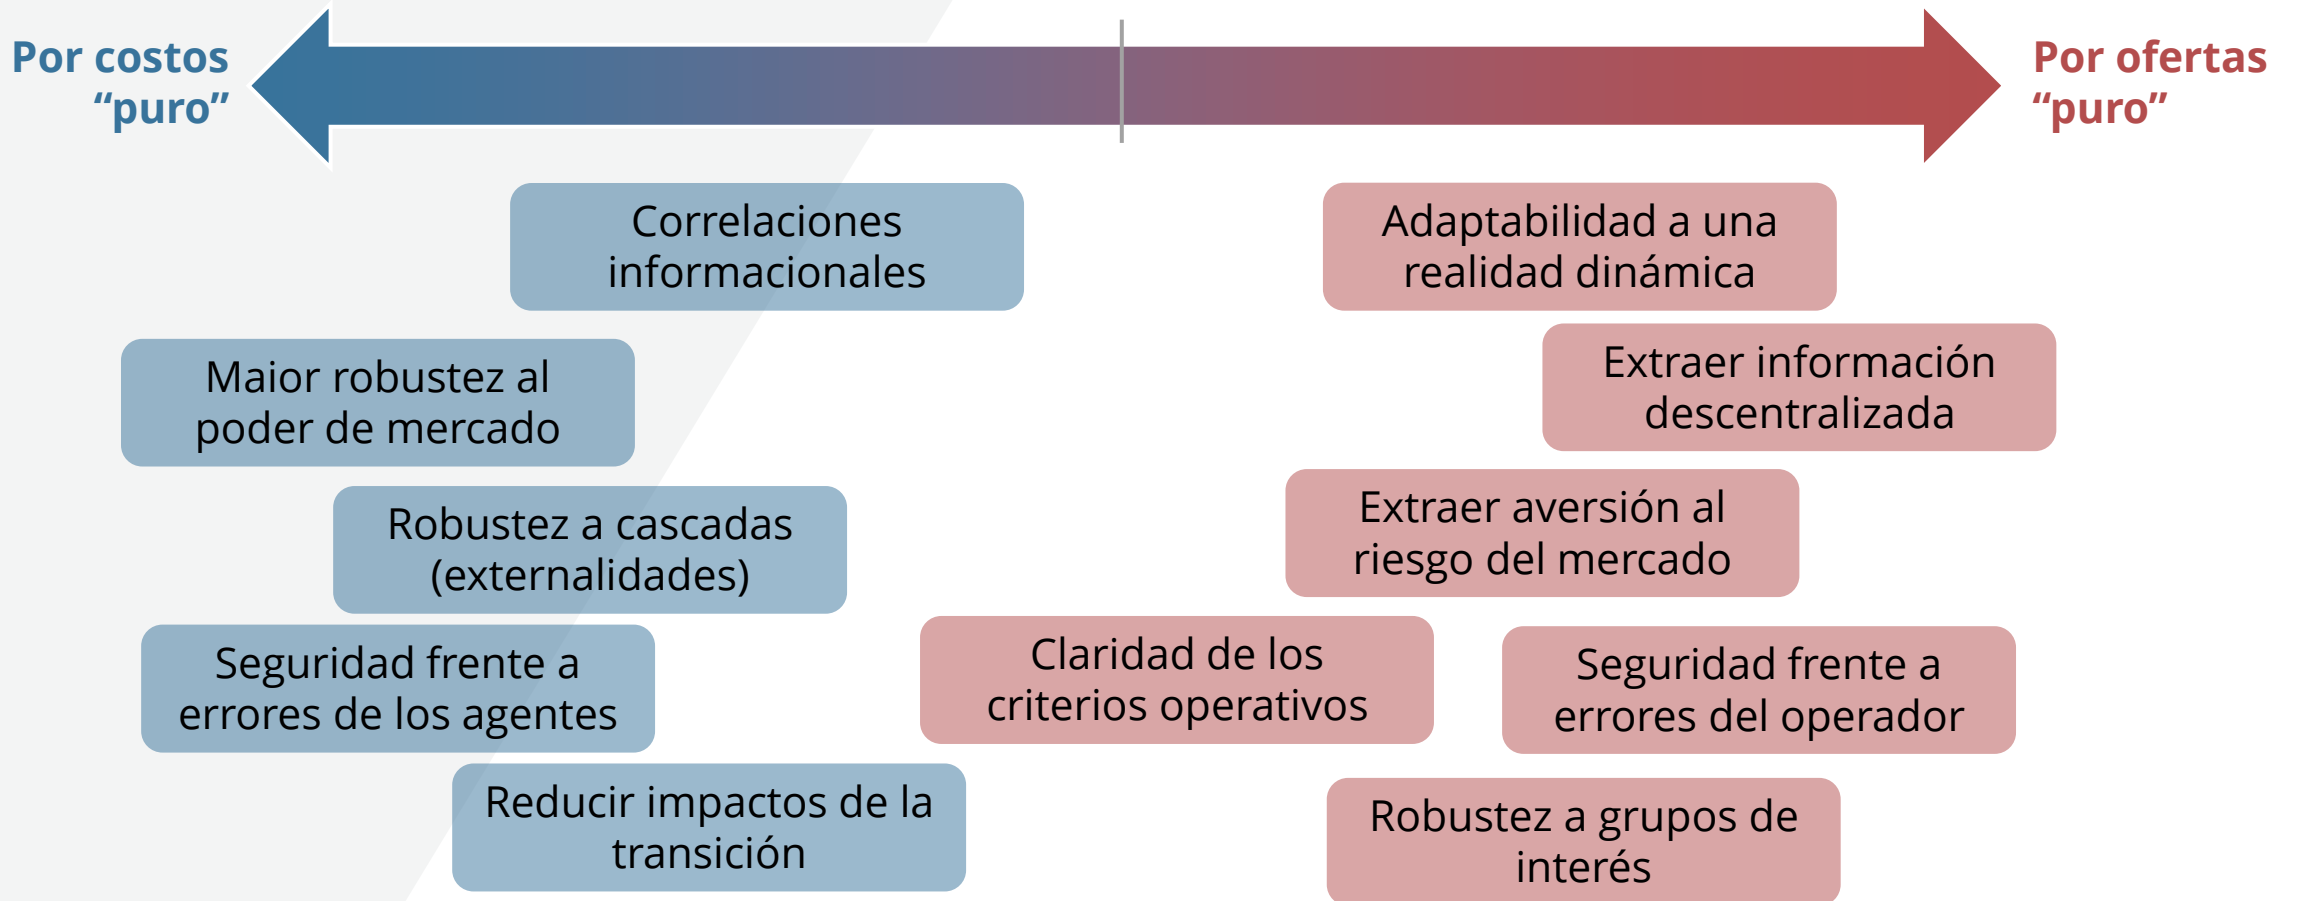 Por costos
“puro”
Por ofertas
“puro”
Correlaciones
informacionales
Adaptabilidad a una
realidad dinámica
Maior robustez al
poder de mercado
Extraer información
descentralizada
Robustez a cascadas
(externalidades)
Extraer aversión al
riesgo del mercado
Seguridad frente a
errores de los agentes
Claridad de los
criterios operativos
Seguridad frente a
errores del operador
Reducir impactos de la
transición
Robustez a grupos de
interés